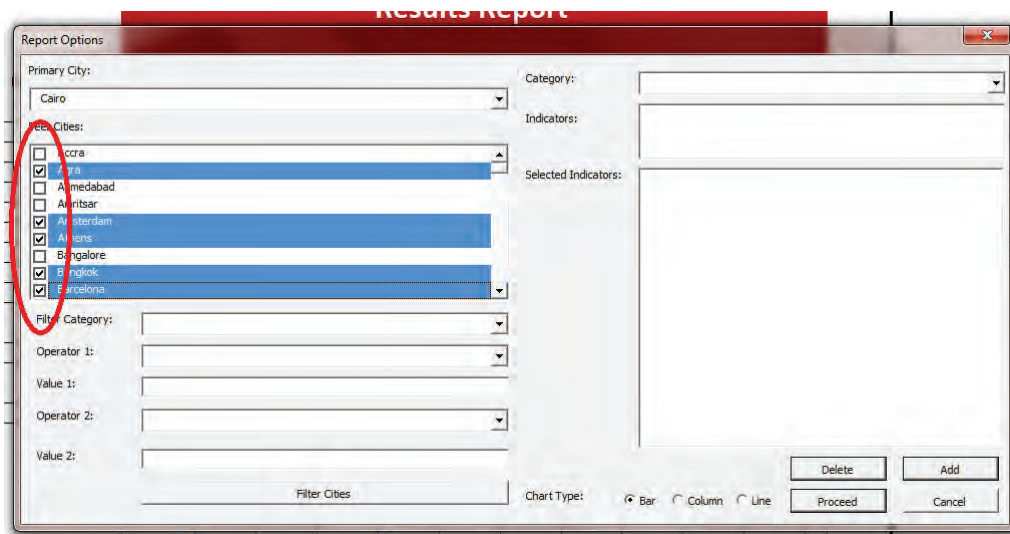 Results Report
Report Options
Primary City:
Cairo
Peer Cities:
Accra
Agra
Ahmedabad
Amritsar
Amsterdam
Athens
Bangalore
Bangkok
Barcelona
Filter Category:
Operator 1:
Value 1:
Operator 2:
Value 2:
Filter Cities
Category:
Indicators:
Selected Indicators:
Delete
Add
Chart Type:
Bar
Column
Line
Proceed
Cancel